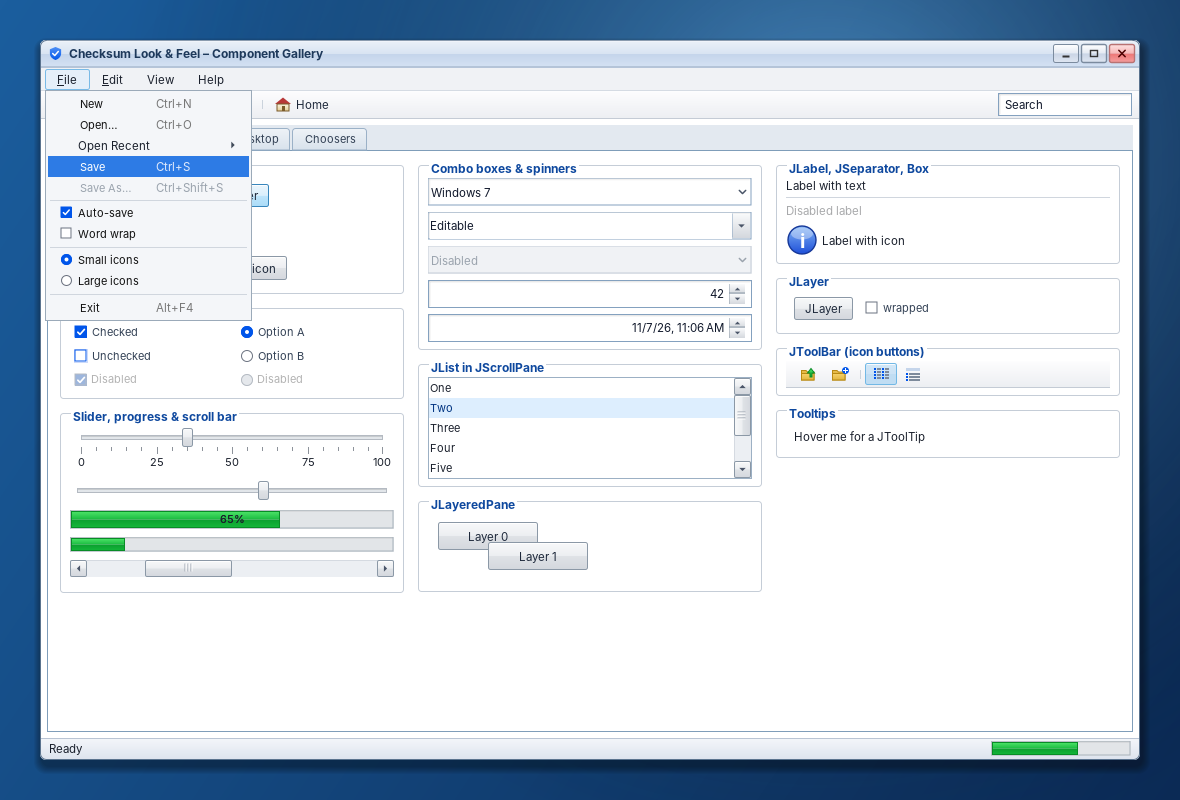 Checksum Look & Feel – Component Gallery
File Edit View Help
Home
Search
New Ctrl+N
Open... Ctrl+O
Open Recent
Save Ctrl+S
Save As... Ctrl+Shift+S
Auto-save
Word wrap
Small icons
Large icons
Exit Alt+F4
Choosers
icon
Checked
Option A
Unchecked
Option B
Disabled
Disabled
Slider, progress & scroll bar
0 25 50 75 100
65%
Combo boxes & spinners
Windows 7
Editable
Disabled
42
11/7/26, 11:06 AM
JList in JScrollPane
One
Two
Three
Four
Five
JLayeredPane
Layer 0
Layer 1
JLabel, JSeparator, Box
Label with text
Disabled label
Label with icon
JLayer
JLayer
wrapped
JToolBar (icon buttons)
Tooltips
Hover me for a JToolTip
Ready